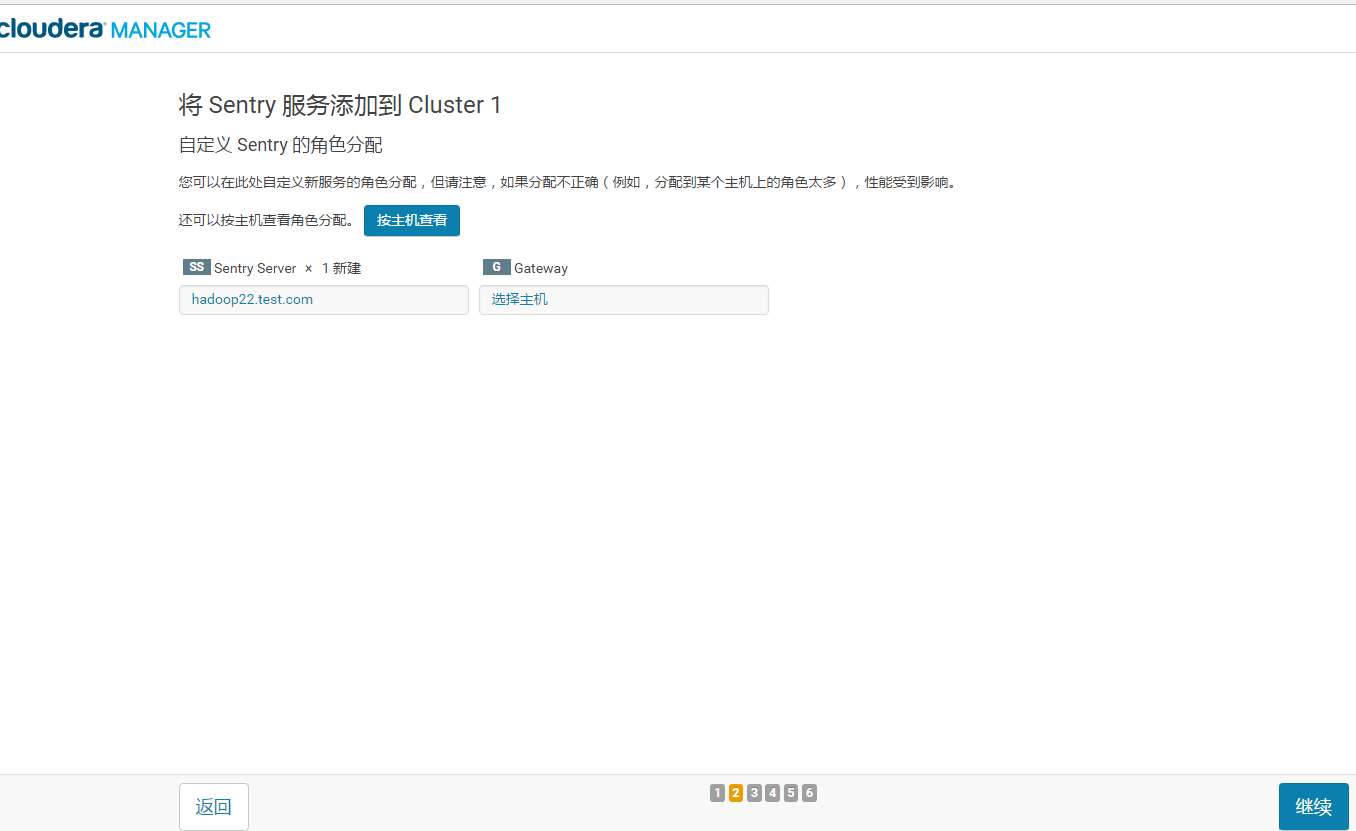 cloudera MANAGER
将 Sentry 服务添加到 Cluster 1
自定义 Sentry 的角色分配
您可以在此处自定义新服务的角色分配，但请注意，如果分配不正确（例如，分配到某个主机上的角色太多），性能受到影响。
还可以按主机查看角色分配。 按主机查看
SS Sentry Server × 1 新建 G Gateway
hadoop22.test.com 选择主机
返回 1 2 3 4 5 6 继续